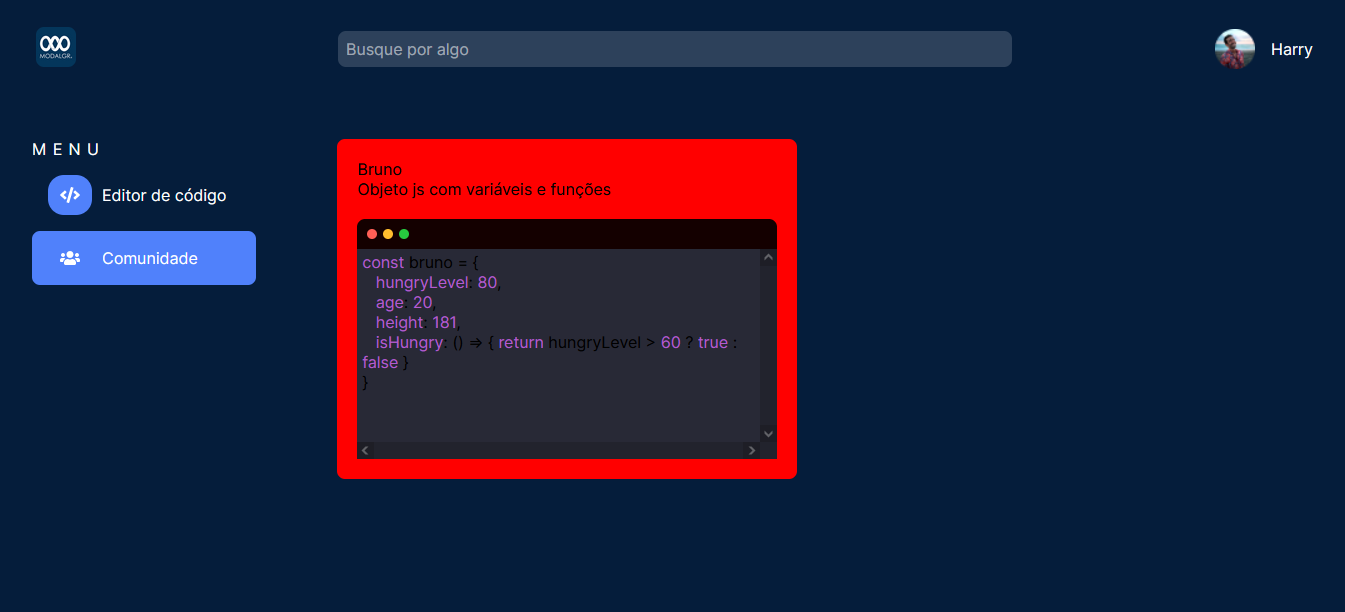 MODALGR.
Busque por algo
Harry
MENU
Editor de código
Comunidade
Bruno
Objeto js com variáveis e funções
const bruno = {
hungryLevel: 80,
age: 20,
height: 181,
isHungry: () => { return hungryLevel > 60 ? true :
false }
}